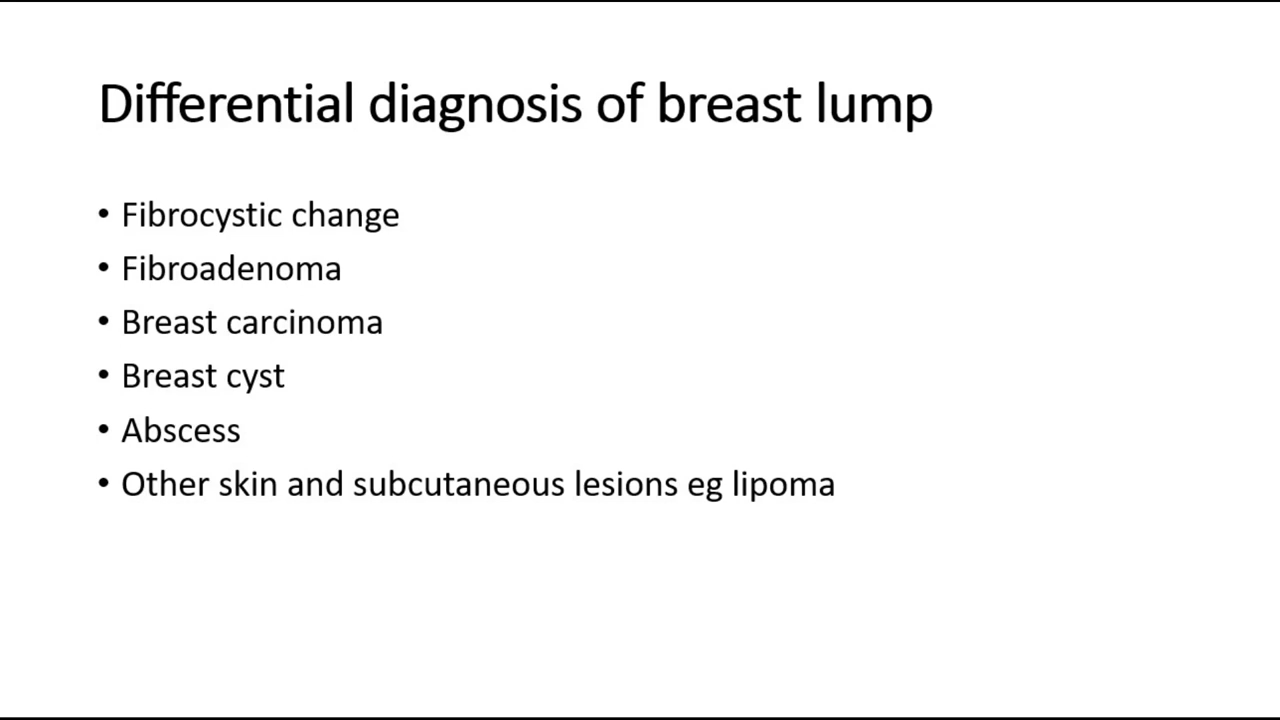 Differential diagnosis of breast lump
• Fibrocystic change
• Fibroadenoma
• Breast carcinoma
• Breast cyst
• Abscess
• Other skin and subcutaneous lesions eg lipoma